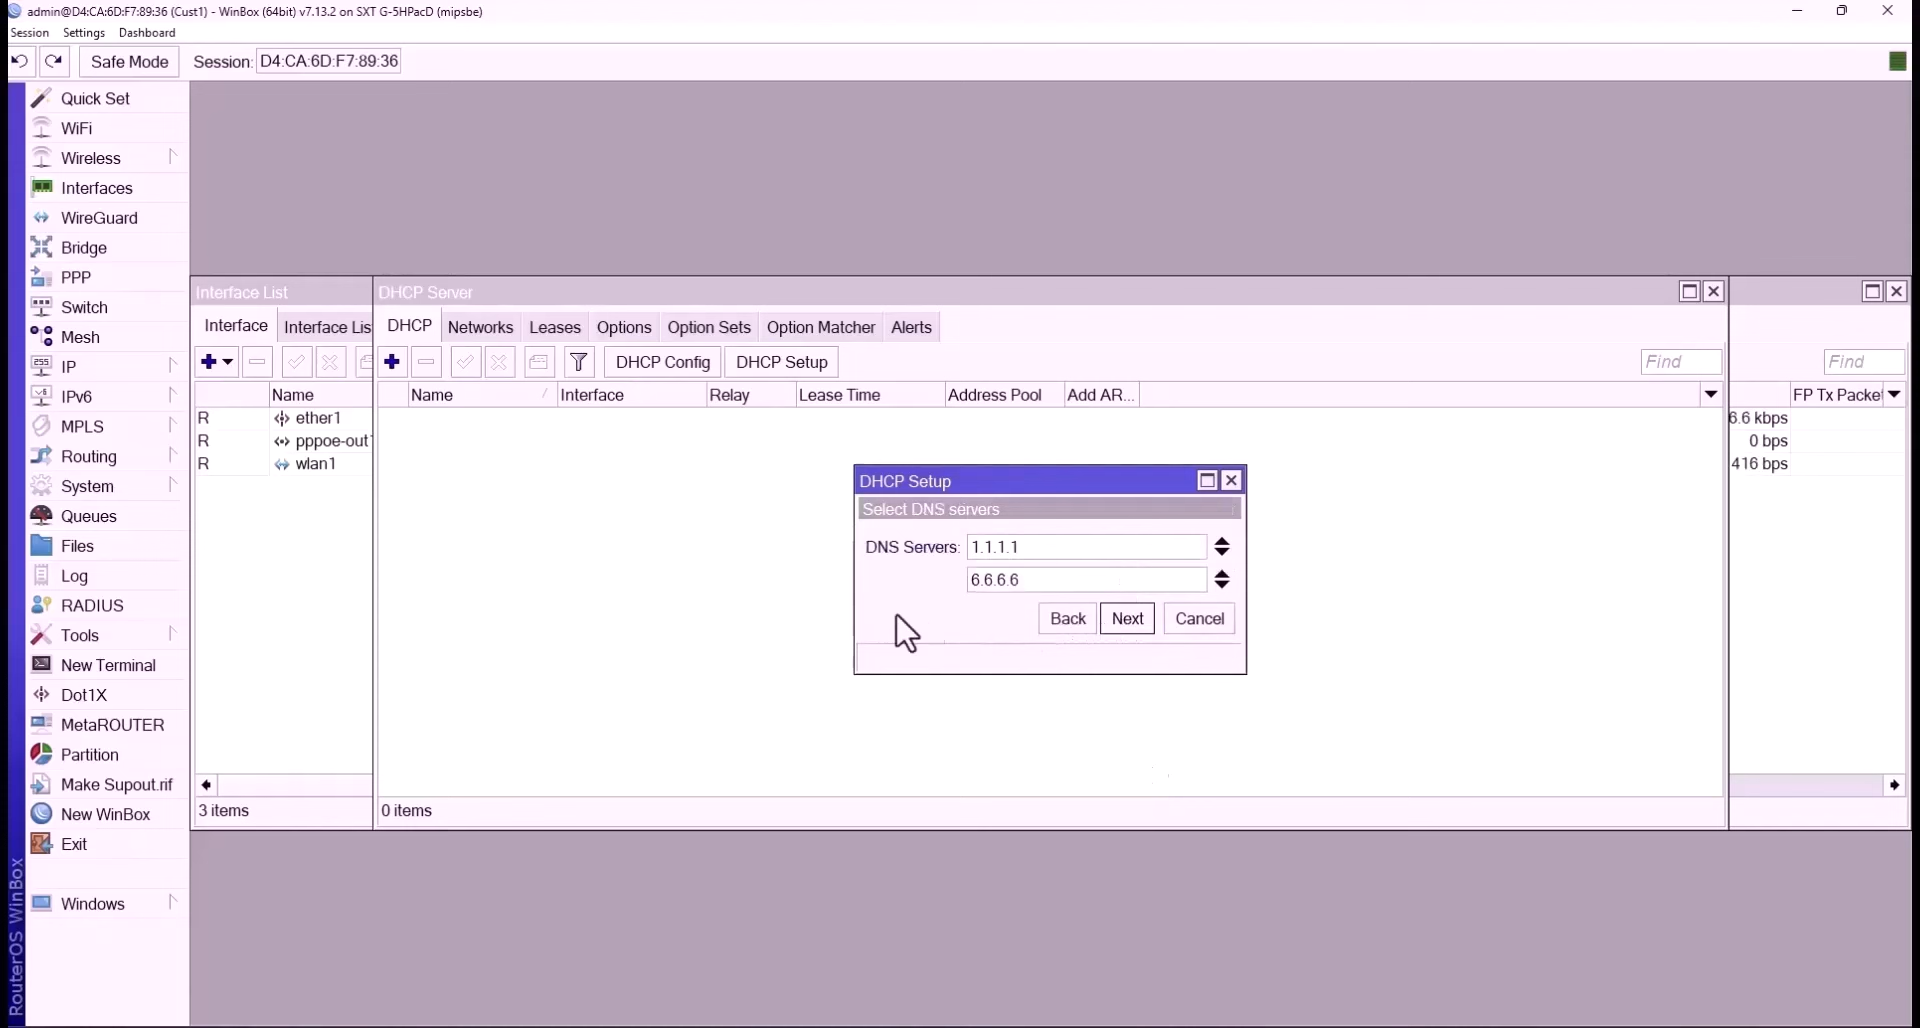 admin@D4:CA:6D:F7:89:36 (Cust1) - WinBox (64bit) v7.13.2 on SXT G-5HPacD (mipsbe)
Session Settings Dashboard
Safe Mode Session: D4:CA:6D:F7:89:36
Quick Set
WiFi
Wireless
Interfaces
WireGuard
Bridge
PPP
Switch
Mesh
IP
IPv6
MPLS
Routing
System
Queues
Files
Log
RADIUS
Tools
New Terminal
Dot1X
MetaROUTER
Partition
Make Supout.rif
New WinBox
Exit
Windows
RouterOS WinBox
Interface List
Interface Interface Lis
Name
R ether1
R pppoe-out1
R wlan1
3 items
DHCP Server
DHCP Networks Leases Options Option Sets Option Matcher Alerts
DHCP Config DHCP Setup Find
Name Interface Relay Lease Time Address Pool Add AR...
0 items
DHCP Setup
Select DNS servers
DNS Servers: 1.1.1.1
6.6.6.6
Back Next Cancel
Find
FP Tx Packet
6.6 kbps
0 bps
416 bps